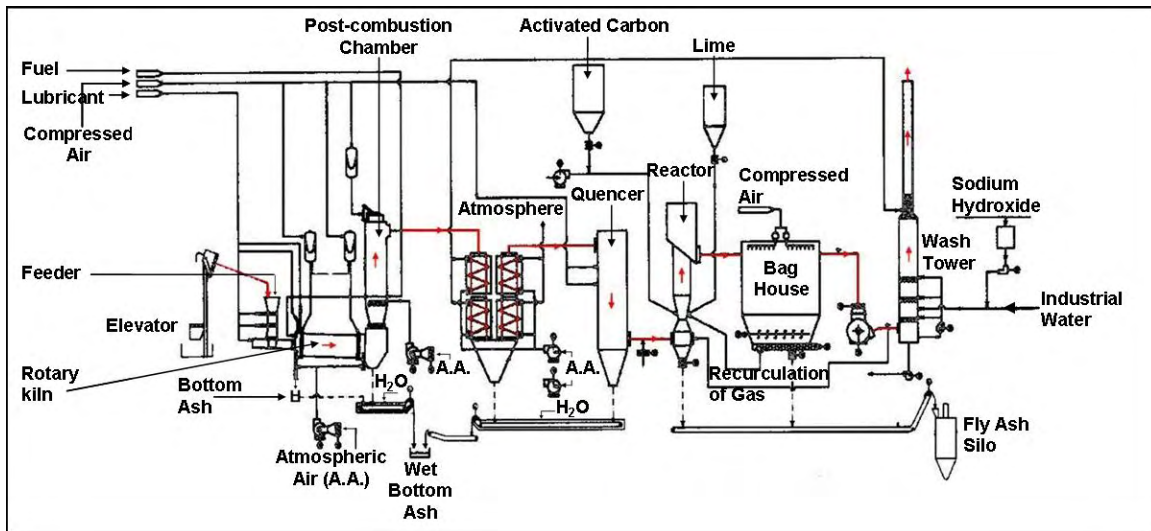 Activated Carbon
Post-combustion
Chamber
Lime
Fuel
Lubricant
Compressed
Air
Reactor
Compressed
Air
Quencer
Sodium
Hydroxide
Atmosphere
Wash
Tower
Feeder
Bag
House
Elevator
Industrial
Water
A.A.
A.A.
Rotary
kiln
H2O
Recurculation
of Gas
Bottom
Ash
H2O
Fly Ash
Silo
Atmospheric
Air (A.A.)
Wet
Bottom
Ash